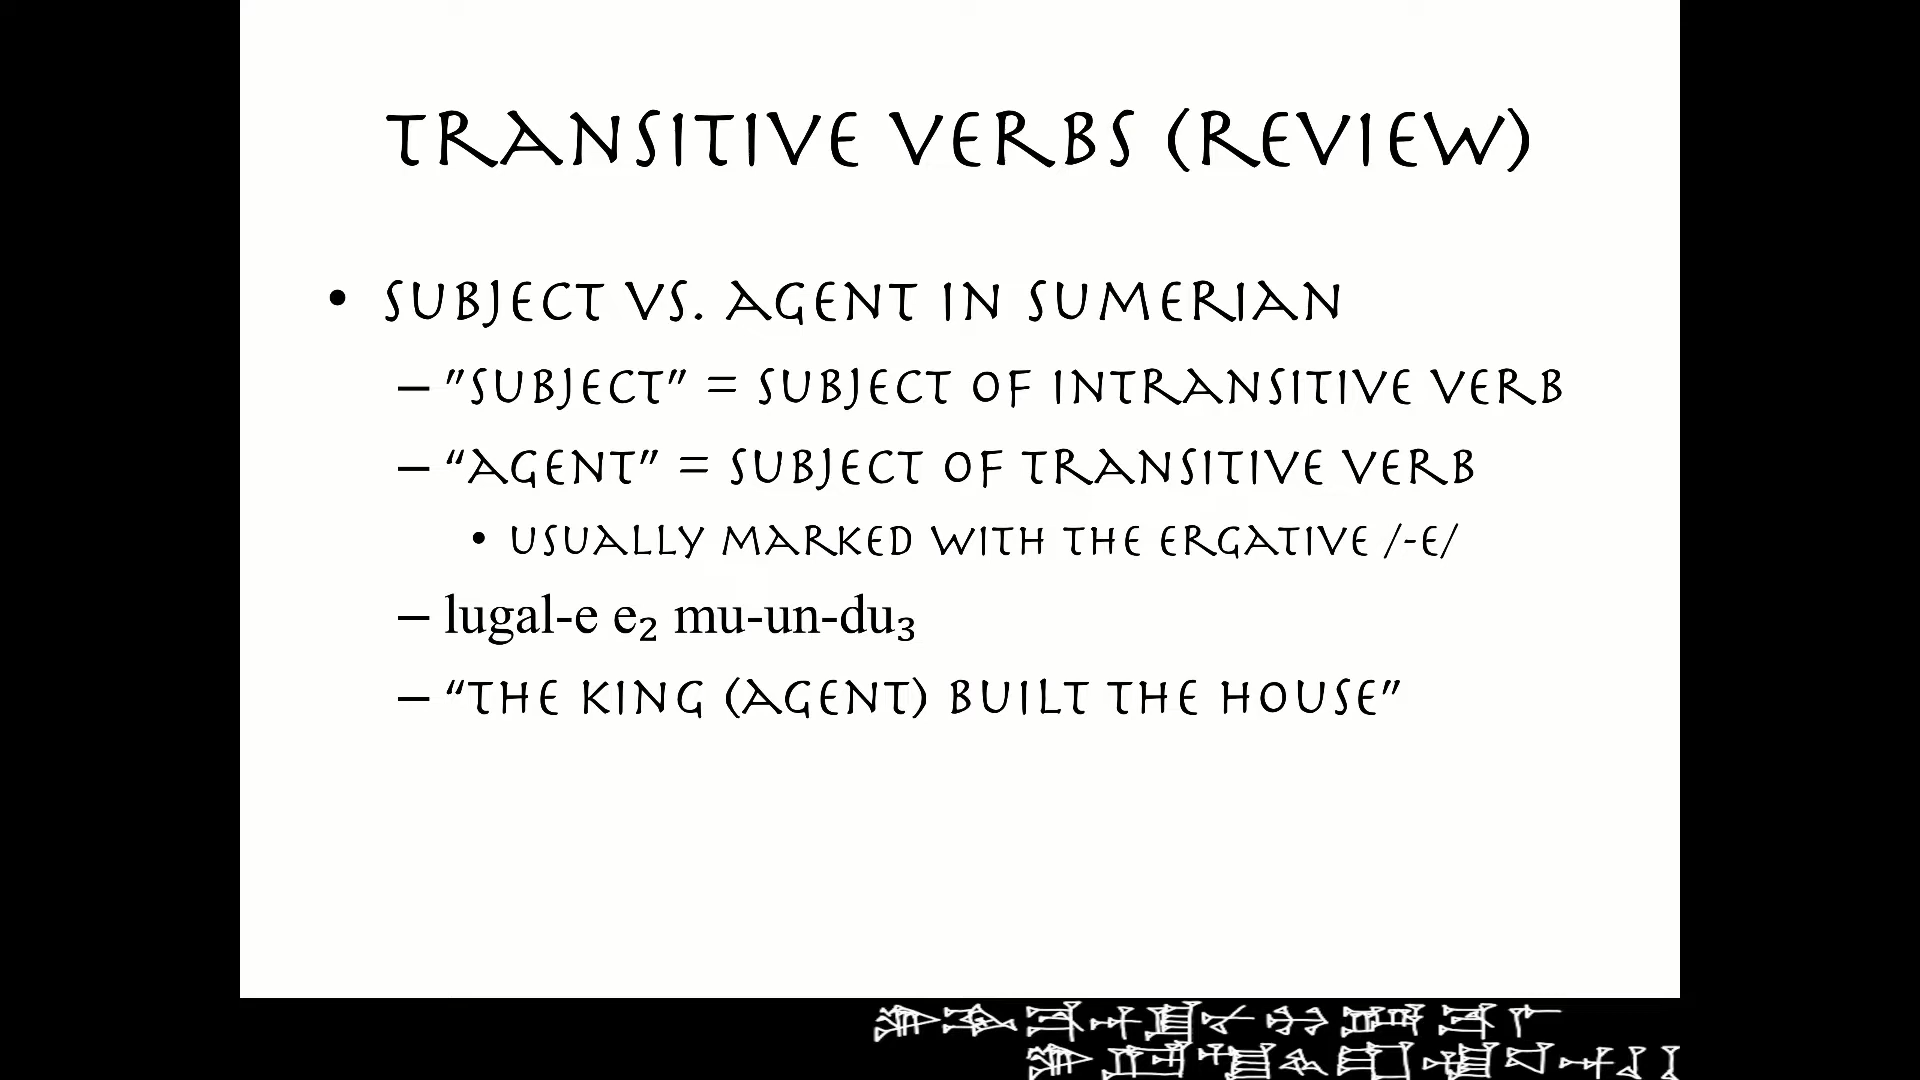 TRANSITIVE VERBS (REVIEW)
• SUBJECT VS. AGENT IN SUMERIAN
– "SUBJECT" = SUBJECT OF INTRANSITIVE VERB
– “AGENT” = SUBJECT OF TRANSITIVE VERB
• USUALLY MARKED WITH THE ERGATIVE /-E/
– lugal-e e₂ mu-un-du₃
– “THE KING (AGENT) BUILT THE HOUSE”